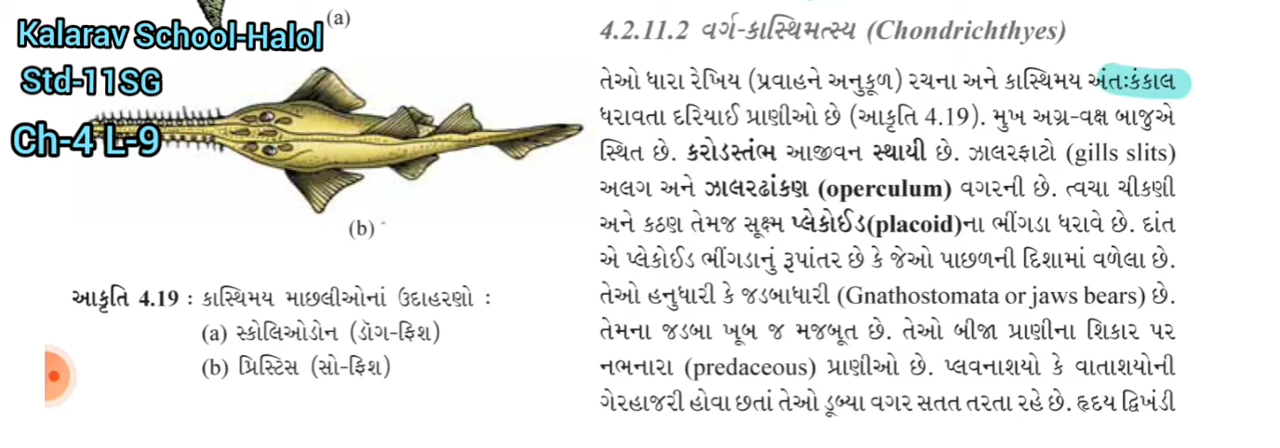 (a)
Kalarav School-Halol
Std-11SG
Ch-4 L-9
(b)
આકૃતિ 4.19 : કાસ્થિમય માછલીઓનાં ઉદાહરણો :
(a) સ્કોલિઓડોન (ડૉગ-ફિશ)
(b) પ્રિસ્ટિસ (સો-ફિશ)
4.2.11.2 વર્ગ-કાસ્થિમત્સ્ય (Chondrichthyes)
તેઓ ધારા રેખિય (પ્રવાહને અનુકૂળ) રચના અને કાસ્થિમય અંતઃકંકાલ
ધરાવતા દરિયાઈ પ્રાણીઓ છે (આકૃતિ 4.19). મુખ અગ્ર-વક્ષ બાજુએ
સ્થિત છે. કરોડસ્તંભ આજીવન સ્થાયી છે. ઝાલરફાટો (gills slits)
અલગ અને ઝાલરઢાંકણ (operculum) વગરની છે. ત્વચા ચીકણી
અને કઠણ તેમજ સૂક્ષ્મ પ્લેકોઈડ(placoid)ના ભીંગડા ધરાવે છે. દાંત
એ પ્લેકોઈડ ભીંગડાનું રૂપાંતર છે કે જેઓ પાછળની દિશામાં વળેલા છે.
તેઓ હનુધારી કે જડબાધારી (Gnathostomata or jaws bears) છે.
તેમના જડબા ખૂબ જ મજબૂત છે. તેઓ બીજા પ્રાણીના શિકાર પર
નભનારા (predaceous) પ્રાણીઓ છે. પ્લવનાશયો કે વાતાશયોની
ગેરહાજરી હોવા છતાં તેઓ ડૂબ્યા વગર સતત તરતા રહે છે. હૃદય દ્વિખંડી